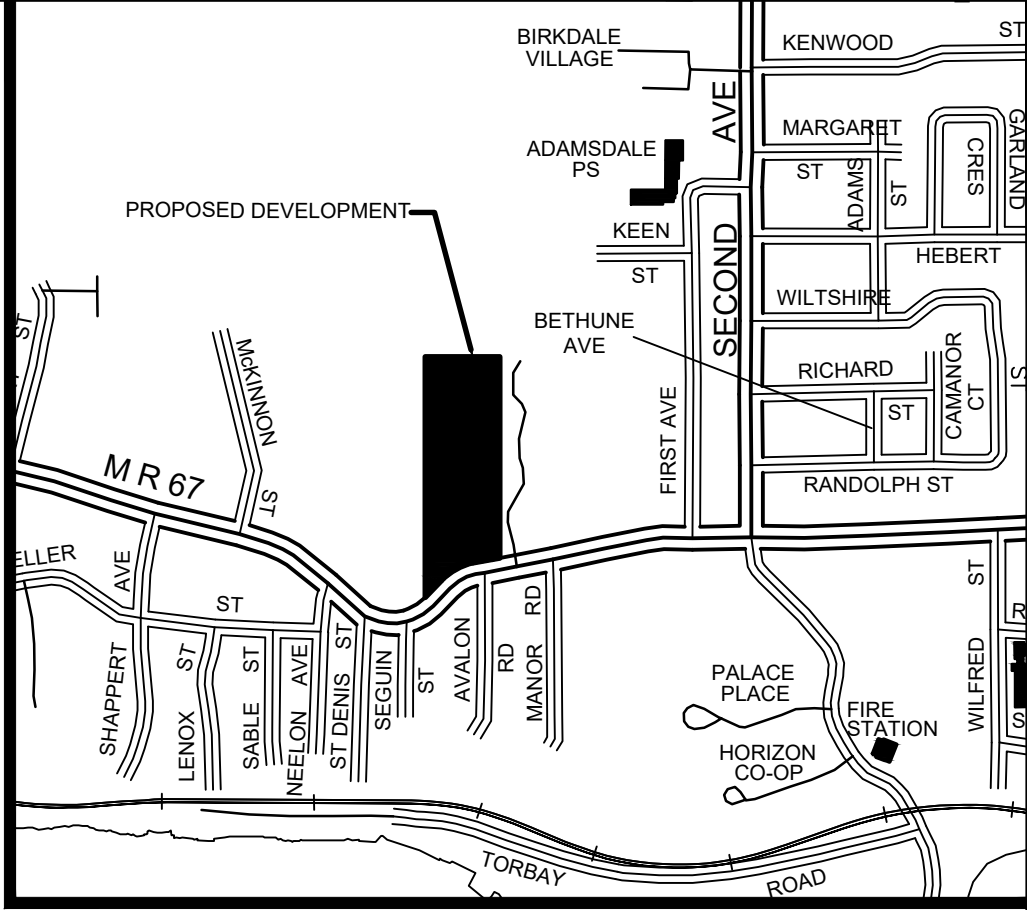 BIRKDALE
VILLAGE
KENWOOD
ST
ADAMSDALE
PS
AVE
MARGARET
ST
ADAMS
ST
CRES
GARLAND
PROPOSED DEVELOPMENT
KEEN
ST
SECOND
HEBERT
WILTSHIRE
BETHUNE
AVE
ST
McKINNON
ST
RICHARD
ST
CAMANOR
CT
FIRST AVE
RANDOLPH ST
M R 67
ELLER
ST
AVE
SHAPPERT
LENOX
ST
SABLE
ST
NEELON
AVE
ST DENIS
ST
SEGUIN
ST
AVALON
RD
MANOR
RD
WILFRED
ST
R
S
PALACE
PLACE
FIRE
STATION
HORIZON
CO-OP
TORBAY
ROAD